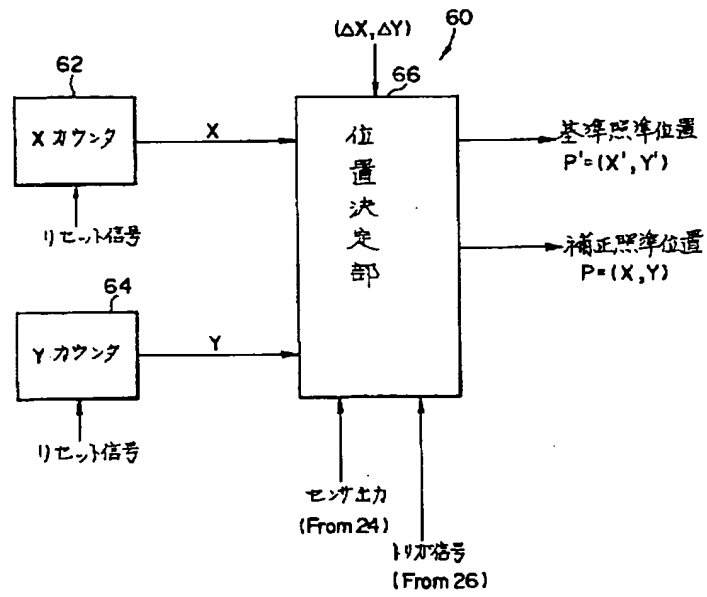 (ΔX, ΔY)
60
62
66
Xカウンタ
X
位置決定部
基準照準位置
P'=(X', Y')
リセット信号
補正照準位置
P=(X, Y)
64
Yカウンタ
Y
リセット信号
センサ出力
(From 24)
トリガ信号
(From 26)